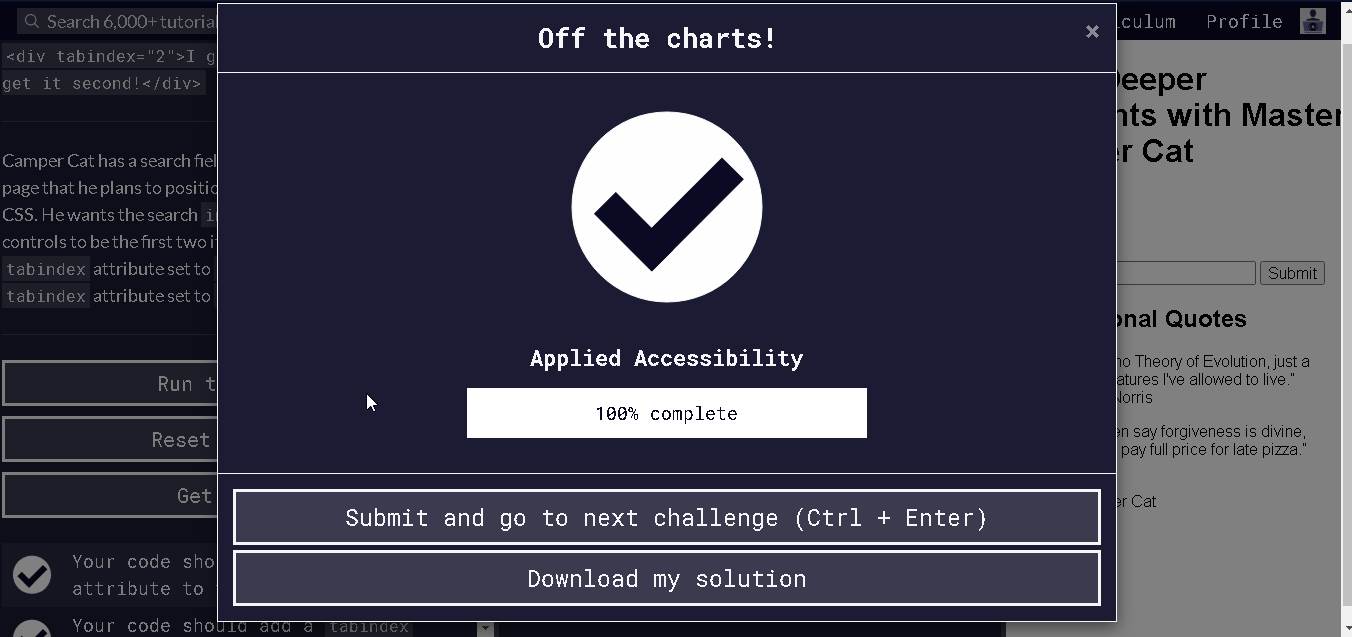 Search 6,000+ tutoria
culum Profile
<div tabindex="2">I g
get it second!</div>
Off the charts!
×
Deeper
nts with Master
r Cat
Camper Cat has a search fiel
page that he plans to positio
CSS. He wants the search i
controls to be the first two i
tabindex attribute set to
tabindex attribute set to
Submit
onal Quotes
no Theory of Evolution, just a
atures I've allowed to live."
Norris
en say forgiveness is divine,
pay full price for late pizza."
er Cat
Applied Accessibility
100% complete
Run t
Reset
Get
Submit and go to next challenge (Ctrl + Enter)
Download my solution
Your code sho
attribute to
Your code should add a tabindex